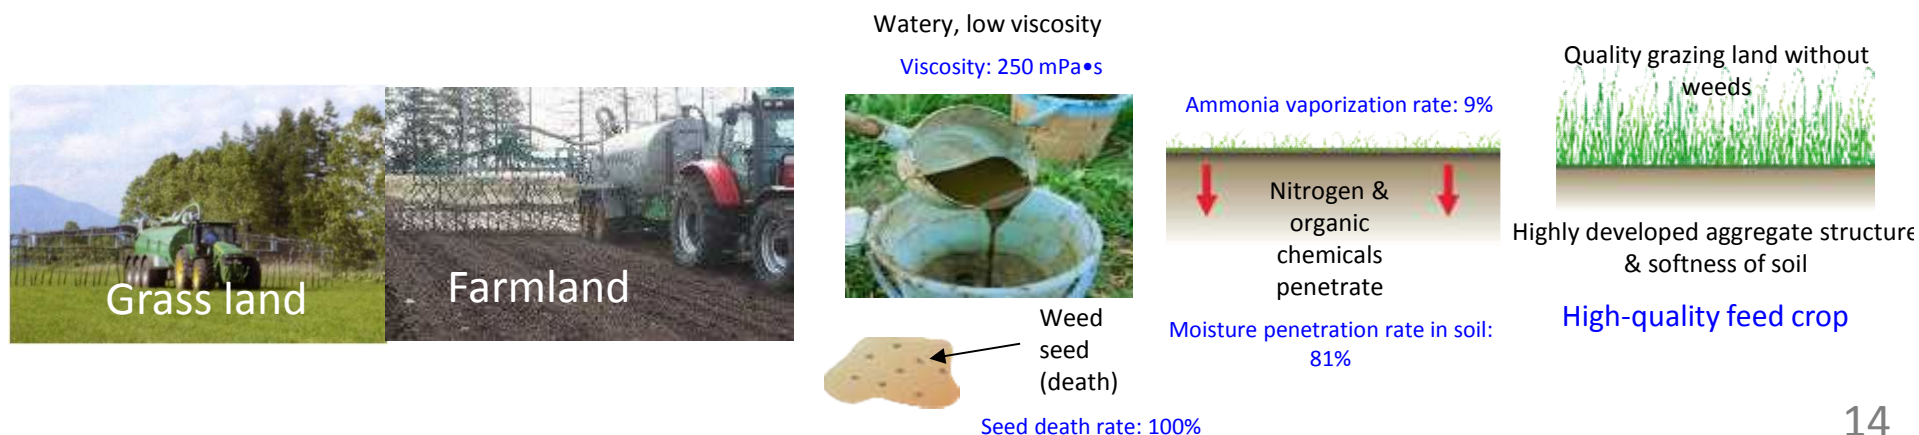 Watery, low viscosity
Viscosity: 250 mPa•s
Grass land
Farmland
Weed
seed
(death)
Seed death rate: 100%
Ammonia vaporization rate: 9%
Nitrogen &
organic
chemicals
penetrate
Moisture penetration rate in soil:
81%
Quality grazing land without
weeds
Highly developed aggregate structure
& softness of soil
High-quality feed crop
14